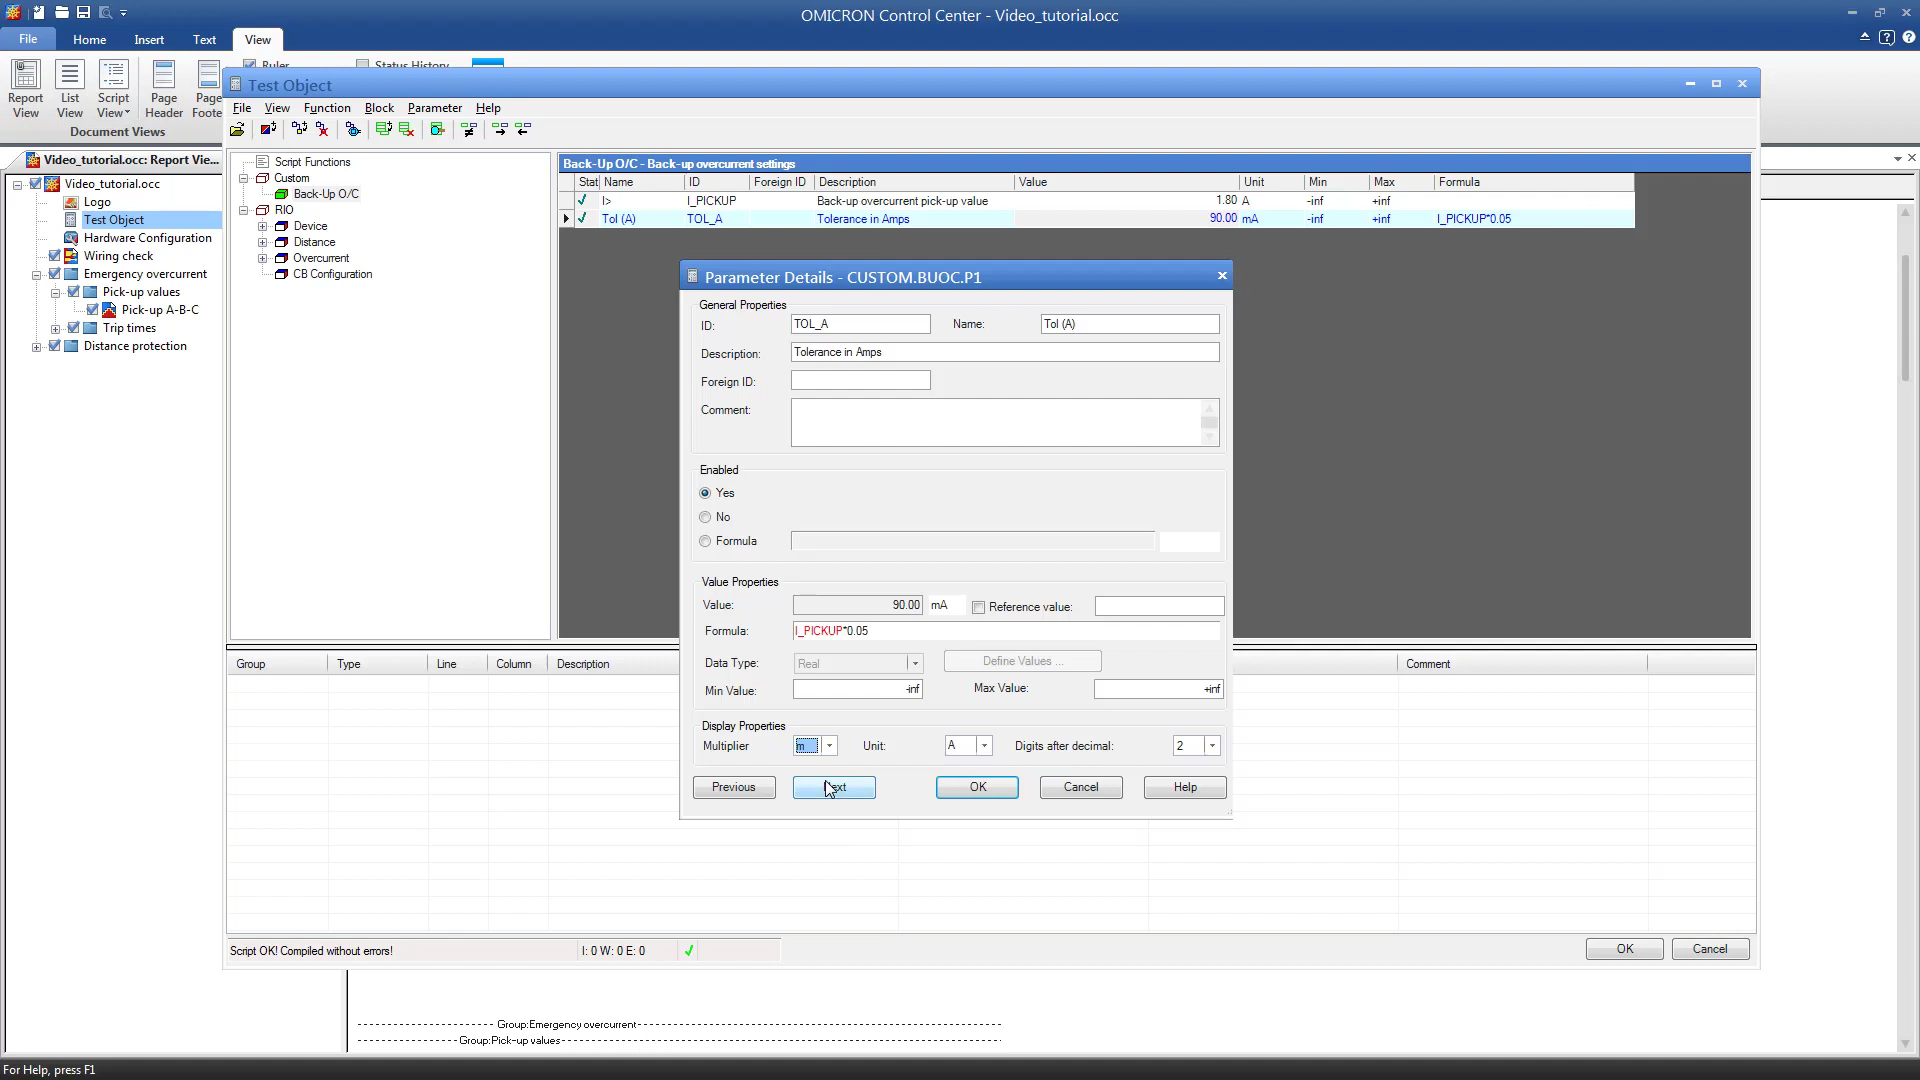 OMICRON Control Center - Video_tutorial.occ
File Home Insert Text View
Ruler Status History
Report View
List View
Script View
Page Header
Page Foote
Document Views
Video_tutorial.occ: Report Vie...
Video_tutorial.occ
Logo
Test Object
Hardware Configuration
Wiring check
Emergency overcurrent
Pick-up values
Pick-up A-B-C
Trip times
Distance protection
Test Object
File View Function Block Parameter Help
Script Functions
Custom
Back-Up O/C
RIO
Device
Distance
Overcurrent
CB Configuration
Back-Up O/C - Back-up overcurrent settings
Stat Name ID Foreign ID Description Value Unit Min Max Formula
I> I_PICKUP Back-up overcurrent pick-up value 1.80 A -inf +inf
Tol (A) TOL_A Tolerance in Amps 90.00 mA -inf +inf I_PICKUP*0.05
Parameter Details - CUSTOM.BUOC.P1
General Properties
ID: TOL_A Name: Tol (A)
Description: Tolerance in Amps
Foreign ID:
Comment:
Enabled
Yes
No
Formula
Value Properties
Value: 90.00 mA Reference value:
Formula: I_PICKUP*0.05
Data Type: Real Define Values ...
Min Value: -inf Max Value: +inf
Display Properties
Multiplier m Unit: A Digits after decimal: 2
Previous Next OK Cancel Help
Group Type Line Column Description Comment
Script OK! Compiled without errors! I: 0 W: 0 E: 0
OK Cancel
Group:Emergency overcurrent
Group:Pick-up values
For Help, press F1